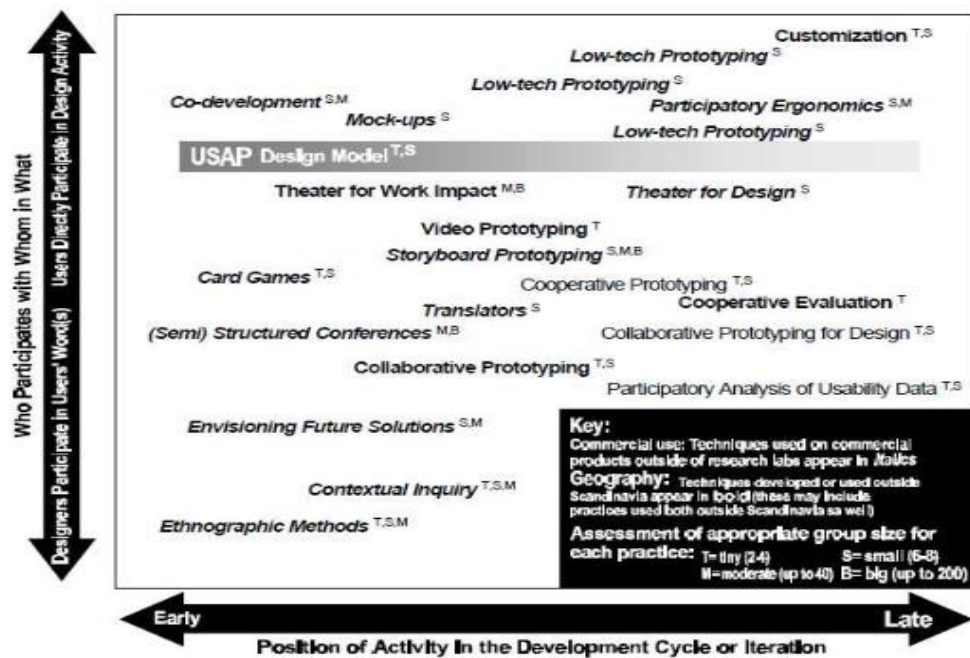 Who Participates with Whom in What
Designers Participate in Users' Word(s) Users Directly Participate in Design Activity
Customization T,S
Low-tech Prototyping S
Low-tech Prototyping S
Co-development S,M
Participatory Ergonomics S,M
Mock-ups S
Low-tech Prototyping S
USAP Design Model T,S
Theater for Work Impact M,B
Theater for Design S
Video Prototyping T
Storyboard Prototyping S,M,B
Card Games T,S
Cooperative Prototyping T,S
Cooperative Evaluation T
Translators S
(Semi) Structured Conferences M,B
Collaborative Prototyping for Design T,S
Collaborative Prototyping T,S
Participatory Analysis of Usability Data T,S
Envisioning Future Solutions S,M
Contextual Inquiry T,S,M
Ethnographic Methods T,S,M
Key:
Commercial use: Techniques used on commercial
products outside of research labs appear in Italics
Geography: Techniques developed or used outside
Scandinavia appear in (these may include
practices used both outside Scandinavia
Assessment of appropriate group size for
each practice: T= tiny (2-4) S= small (6-8)
M= moderate (up to 40) B= big (up to 200)
Early Late
Position of Activity in the Development Cycle or Iteration